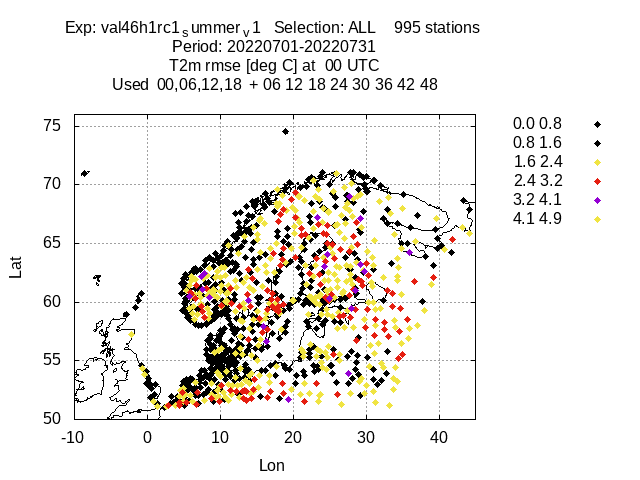 Exp: val46h1rc1summerv1 Selection: ALL 995 stations
Period: 20220701-20220731
T2m rmse [deg C] at 00 UTC
Used 00,06,12,18 + 06 12 18 24 30 36 42 48
0.0 0.8
0.8 1.6
1.6 2.4
2.4 3.2
3.2 4.1
4.1 4.9
75
70
65
60
55
50
Lat
-10 0 10 20 30 40
Lon